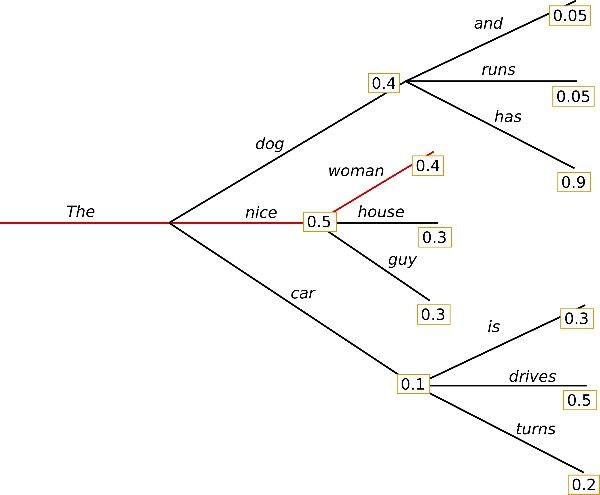 and
0.05
runs
0.4
0.05
has
dog
0.9
woman
0.4
The
nice
0.5
house
0.3
guy
car
0.3
is
0.3
0.1
drives
0.5
turns
0.2